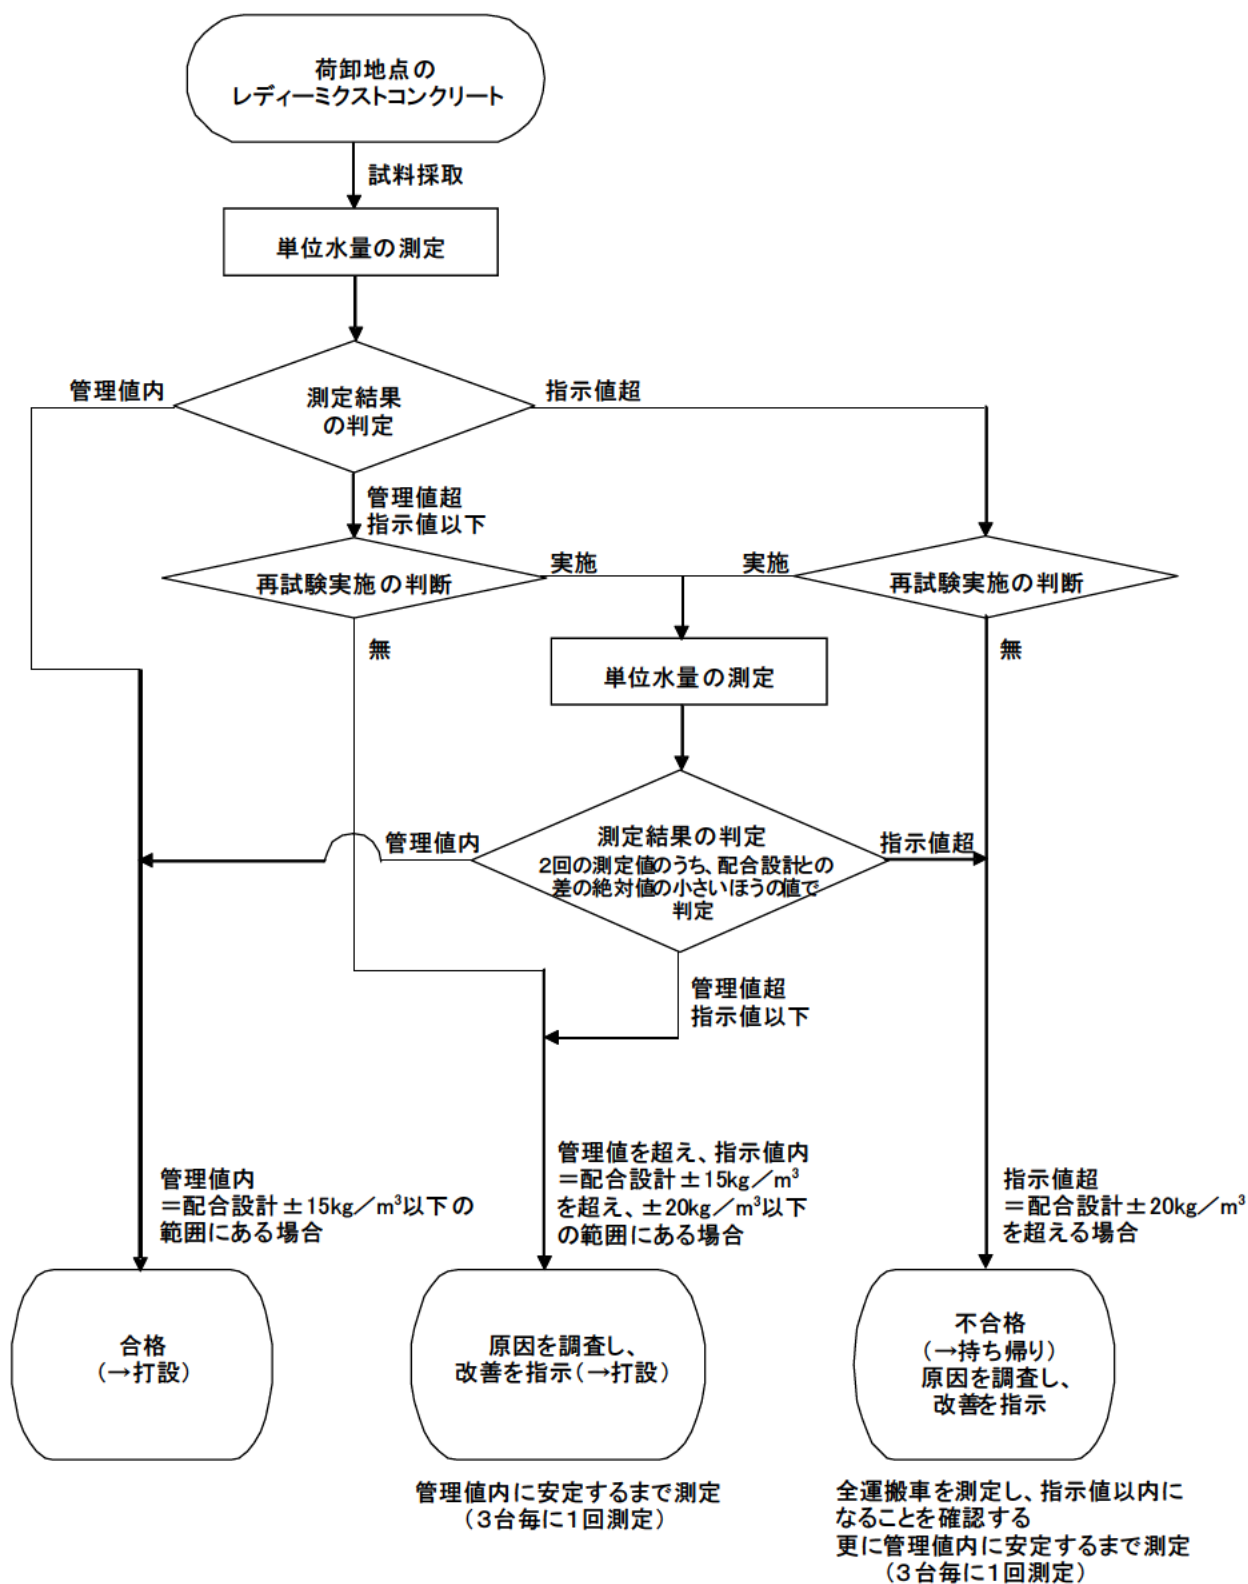 荷卸地点の
レディーミクストコンクリート
試料採取
単位水量の測定
管理値内
測定結果
の判定
指示値超
管理値超
指示値以下
再試験実施の判断
実施
実施
再試験実施の判断
無
無
単位水量の測定
管理値内
測定結果の判定
2回の測定値のうち、配合設計との
差の絶対値の小さいほうの値で
判定
指示値超
管理値超
指示値以下
管理値内
＝配合設計±15kg／m³以下の
範囲にある場合
管理値を超え、指示値内
＝配合設計±15kg／m³
を超え、±20kg／m³以下
の範囲にある場合
指示値超
＝配合設計±20kg／m³
を超える場合
合格
（→打設）
原因を調査し、
改善を指示（→打設）
不合格
（→持ち帰り）
原因を調査し、
改善を指示
管理値内に安定するまで測定
（3台毎に1回測定）
全運搬車を測定し、指示値以内に
なることを確認する
更に管理値内に安定するまで測定
（3台毎に1回測定）